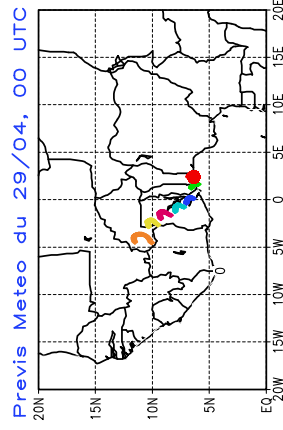 Previs Meteo du 29/04, 00 UTC
20N
15N
10N
5N
EQ
20W
15W
10W
5W
0
5E
10E
15E
20E
0